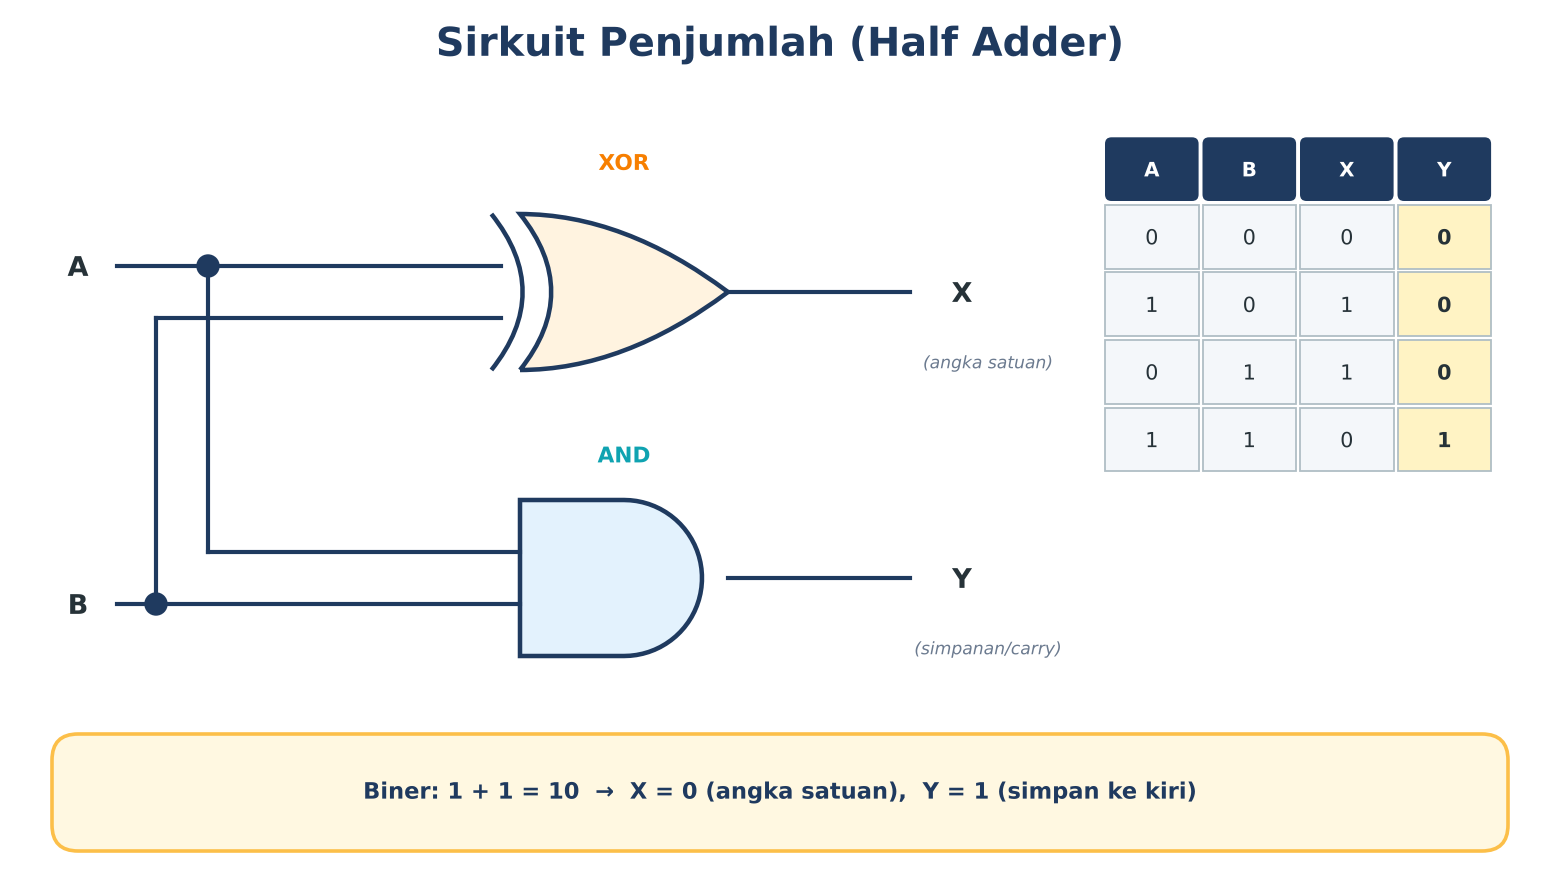 Sirkuit Penjumlah (Half Adder)
XOR
A
X
(angka satuan)
AND
B
Y
(simpanan/carry)
A B X Y
0 0 0 0
1 0 1 0
0 1 1 0
1 1 0 1
Biner: 1 + 1 = 10 → X = 0 (angka satuan), Y = 1 (simpan ke kiri)